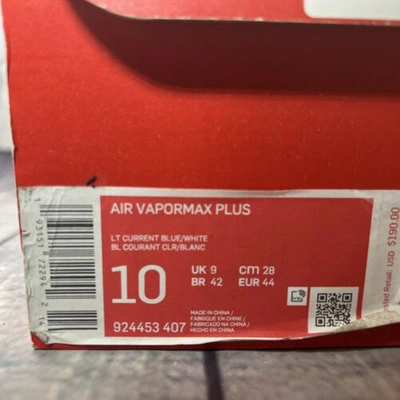 AIR VAPORMAX PLUS
LT CURRENT BLUE/WHITE
BL COURANT CLR/BLANC
10
UK 9
cm 28
BR 42
EUR 44
924453 407
MADE IN CHINA /
FABRIQUE EN CHINE /
FABRICADO NA CHINA /
HECHO EN CHINA
Retail: USD $190.00